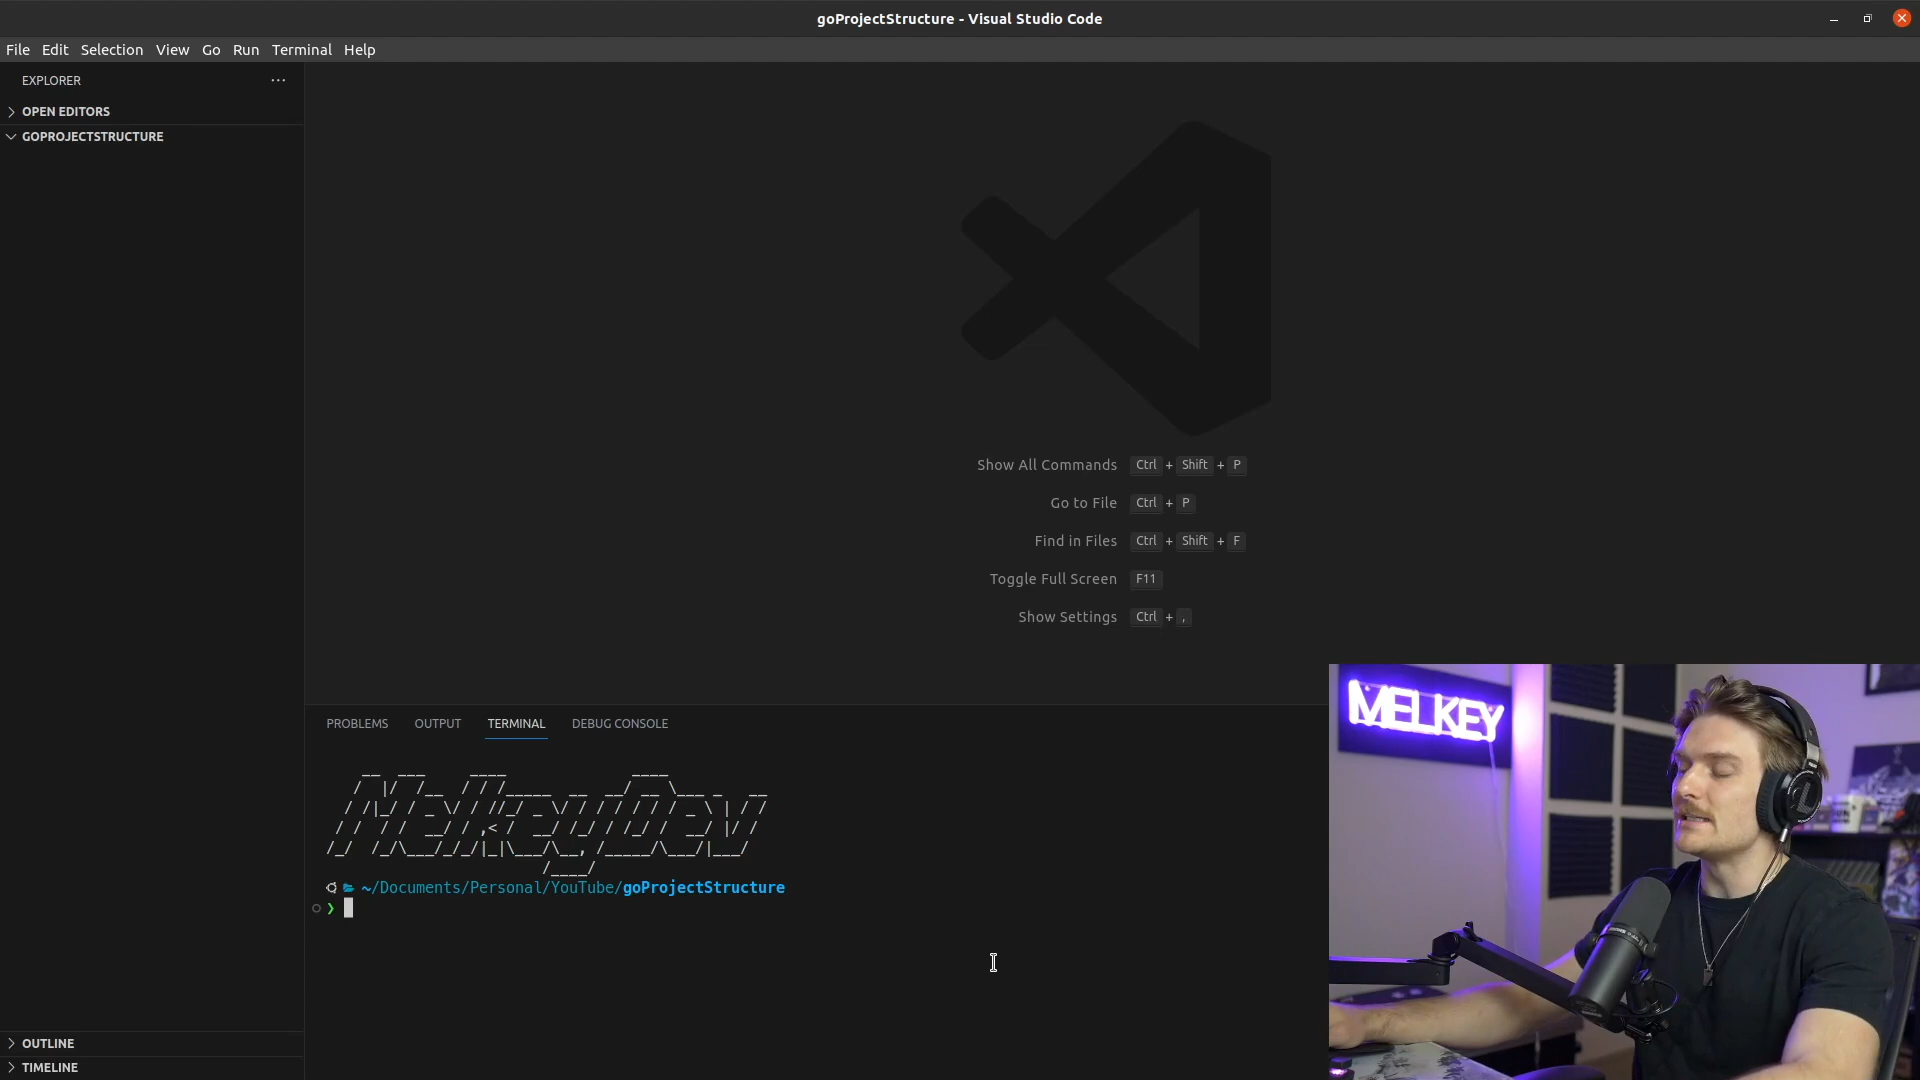 goProjectStructure - Visual Studio Code
File Edit Selection View Go Run Terminal Help
EXPLORER
OPEN EDITORS
GOPROJECTSTRUCTURE
Show All Commands Ctrl + Shift + P
Go to File Ctrl + P
Find in Files Ctrl + Shift + F
Toggle Full Screen F11
Show Settings Ctrl + ,
PROBLEMS OUTPUT TERMINAL DEBUG CONSOLE
MelkeyDev
~/Documents/Personal/YouTube/goProjectStructure
❯
MELKEY
OUTLINE
TIMELINE